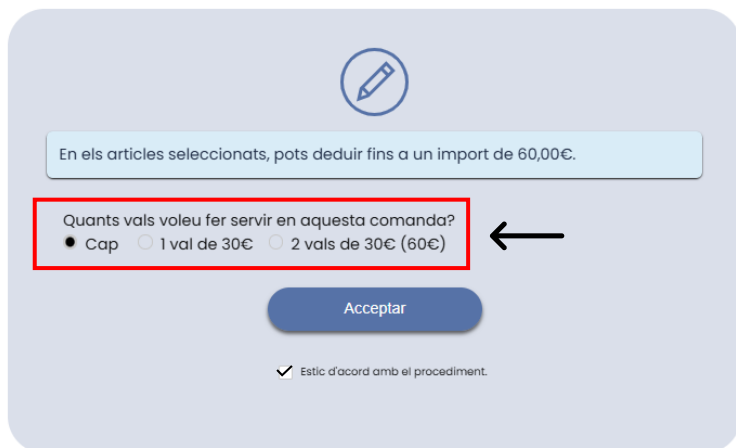 En els articles seleccionats, pots deduir fins a un import de 60,00€.
Quants vals voleu fer servir en aquesta comanda?
Cap 1 val de 30€ 2 vals de 30€ (60€)
Acceptar
Estic d'acord amb el procediment.